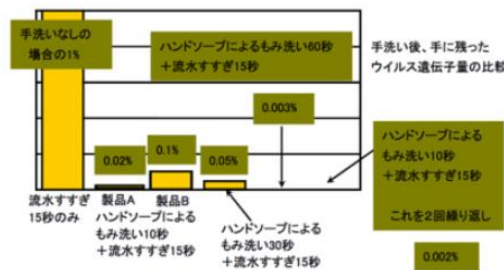 手洗いなしの
場合の1%
ハンドソープによるもみ洗い60秒
+流水すすぎ15秒
手洗い後、手に残った
ウイルス遺伝子量の比較
0.003%
0.02%
0.1%
0.05%
ハンドソープによる
もみ洗い10秒
+流水すすぎ15秒
これを2回繰り返し
0.002%
流水すすぎ
15秒のみ
製品A
製品B
ハンドソープによる
もみ洗い10秒
+流水すすぎ15秒
ハンドソープによる
もみ洗い30秒
+流水すすぎ15秒